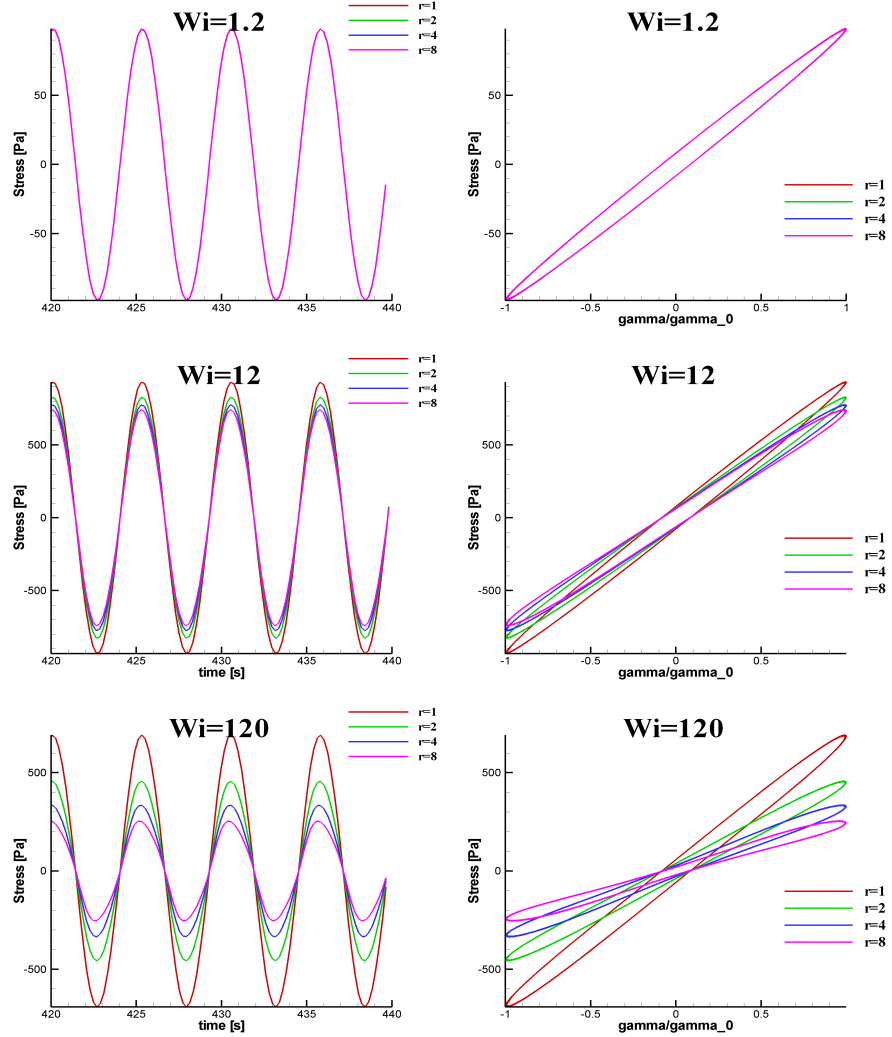 Wi=1.2
r=1
r=2
r=4
r=8
Stress [Pa]
50
0
-50
420
425
430
435
440
Wi=1.2
r=1
r=2
r=4
r=8
Stress [Pa]
50
0
-50
-1
-0.5
0
0.5
1
gamma/gamma_0
Wi=12
r=1
r=2
r=4
r=8
Stress [Pa]
500
0
-500
420
425
430
435
440
time [s]
Wi=12
r=1
r=2
r=4
r=8
Stress [Pa]
500
0
-500
-1
-0.5
0
0.5
gamma/gamma_0
Wi=120
r=1
r=2
r=4
r=8
Stress [Pa]
500
0
-500
420
425
430
435
440
time [s]
Wi=120
r=1
r=2
r=4
r=8
Stress [Pa]
500
0
-500
-1
-0.5
0
0.5
gamma/gamma_0